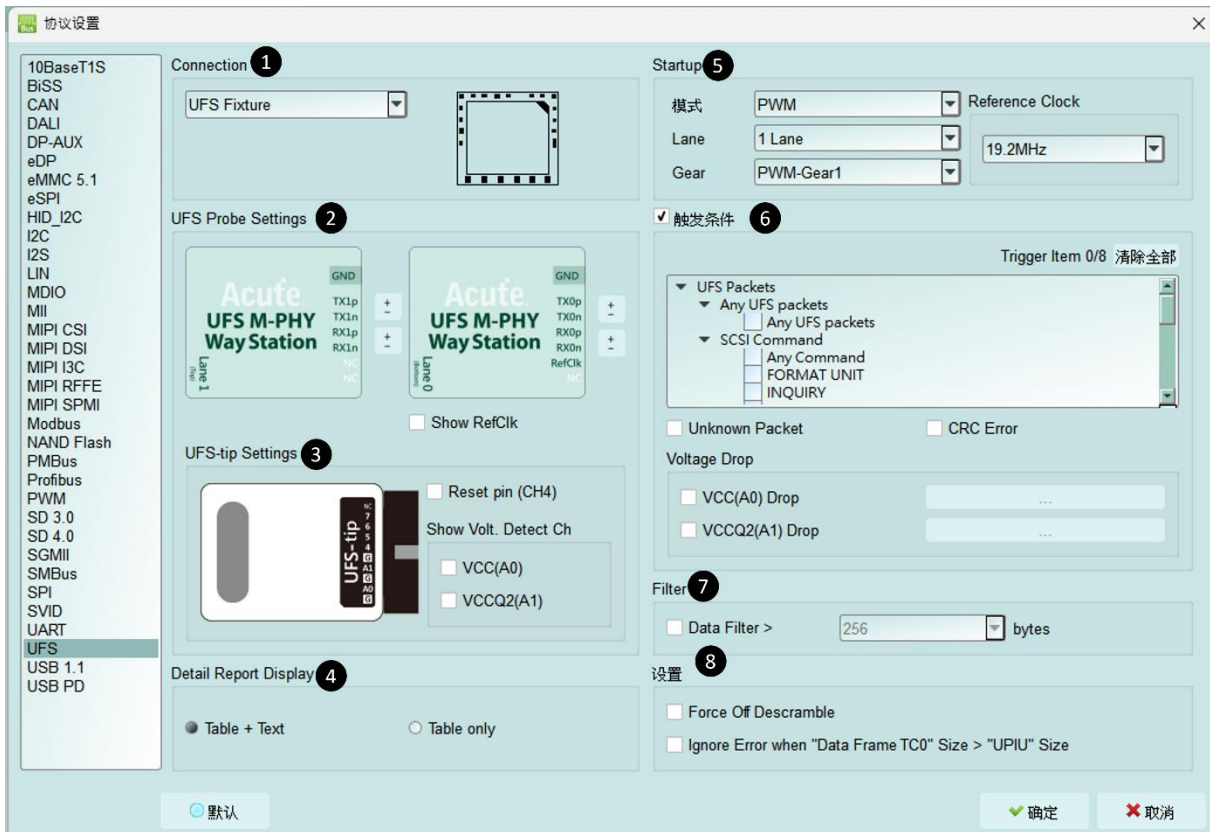 协议设置
10BaseT1S
BiSS
CAN
DALI
DP-AUX
eDP
eMMC 5.1
eSPI
HID_I2C
I2C
I2S
LIN
MDIO
MII
MIPI CSI
MIPI DSI
MIPI I3C
MIPI RFFE
MIPI SPMI
Modbus
NAND Flash
PMBus
Profibus
PWM
SD 3.0
SD 4.0
SGMII
SMBus
SPI
SVID
UART
UFS
USB 1.1
USB PD
Connection 1
UFS Fixture
UFS Probe Settings 2
Acute
UFS M-PHY
Way Station
Lane 1
(Top)
GND
TX1p
TX1n
RX1p
RX1n
NC
NC
+
-
+
-
Acute
UFS M-PHY
Way Station
Lane 0
(Bottom)
GND
TX0p
TX0n
RX0p
RX0n
RefClk
NC
+
-
+
-
Show RefClk
UFS-tip Settings 3
UFS-tip
NC
7
6
5
4
G
A1
G
A0
G
Reset pin (CH4)
Show Volt. Detect Ch
VCC(A0)
VCCQ2(A1)
Detail Report Display 4
Table + Text
Table only
Startup 5
模式 PWM
Lane 1 Lane
Gear PWM-Gear1
Reference Clock
19.2MHz
触发条件 6
Trigger Item 0/8 清除全部
UFS Packets
Any UFS packets
Any UFS packets
SCSI Command
Any Command
FORMAT UNIT
INQUIRY
Unknown Packet CRC Error
Voltage Drop
VCC(A0) Drop ...
VCCQ2(A1) Drop ...
Filter 7
Data Filter > 256 bytes
设置 8
Force Off Descramble
Ignore Error when "Data Frame TC0" Size > "UPIU" Size
默认
确定
取消